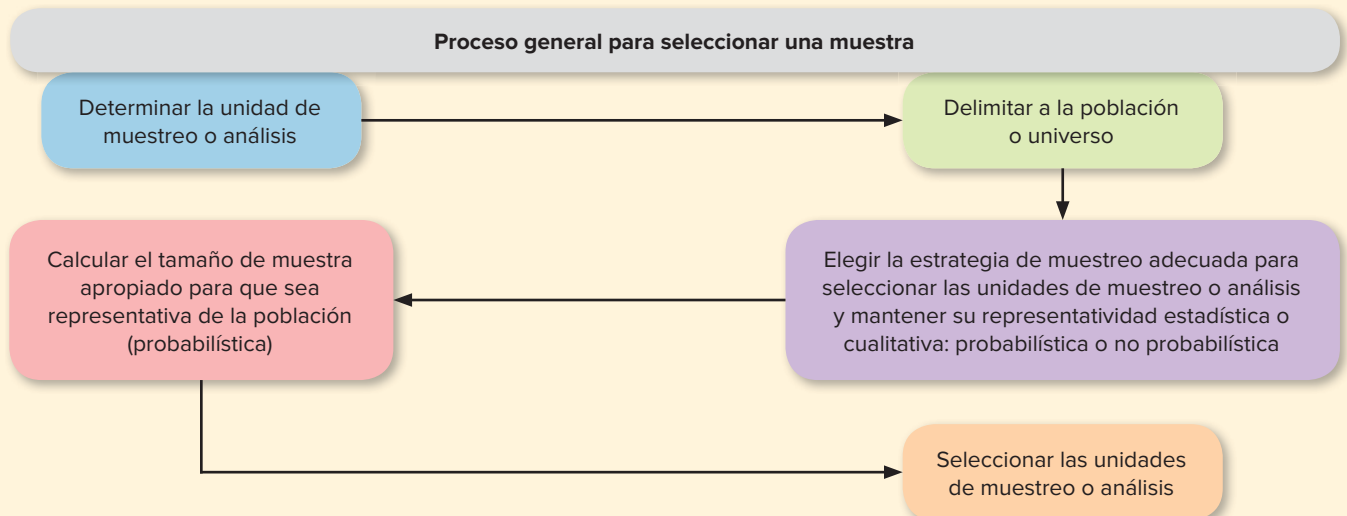 Proceso general para seleccionar una muestra
Determinar la unidad de
muestreo o análisis
Delimitar a la población
o universo
Elegir la estrategia de muestreo adecuada para
seleccionar las unidades de muestreo o análisis
y mantener su representatividad estadística o
cualitativa: probabilística o no probabilística
Calcular el tamaño de muestra
apropiado para que sea
representativa de la población
(probabilística)
Seleccionar las unidades
de muestreo o análisis